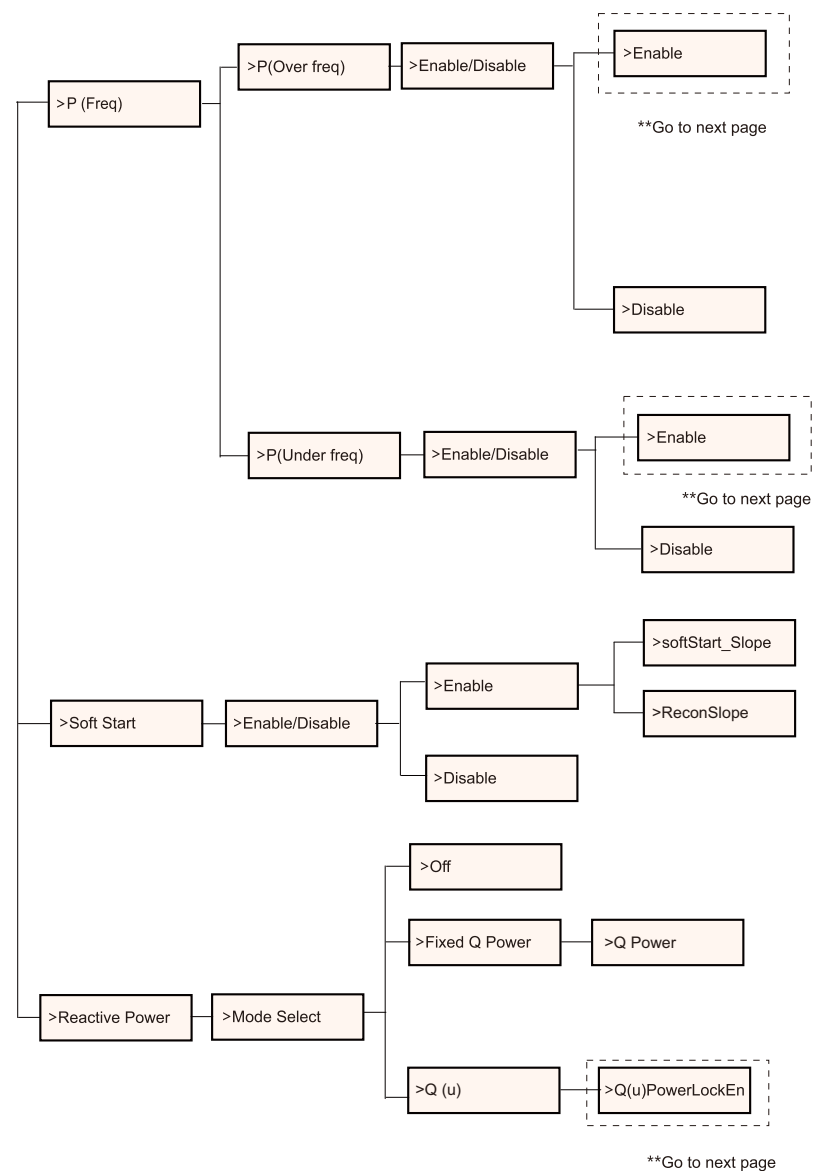 >P (Freq)
>P(Over freq)
>Enable/Disable
>Enable
**Go to next page
>Disable
>P(Under freq)
>Enable/Disable
>Enable
**Go to next page
>Disable
>Soft Start
>Enable/Disable
>Enable
>softStart_Slope
>ReconSlope
>Disable
>Reactive Power
>Mode Select
>Off
>Fixed Q Power
>Q Power
>Q (u)
>Q(u)PowerLockEn
**Go to next page